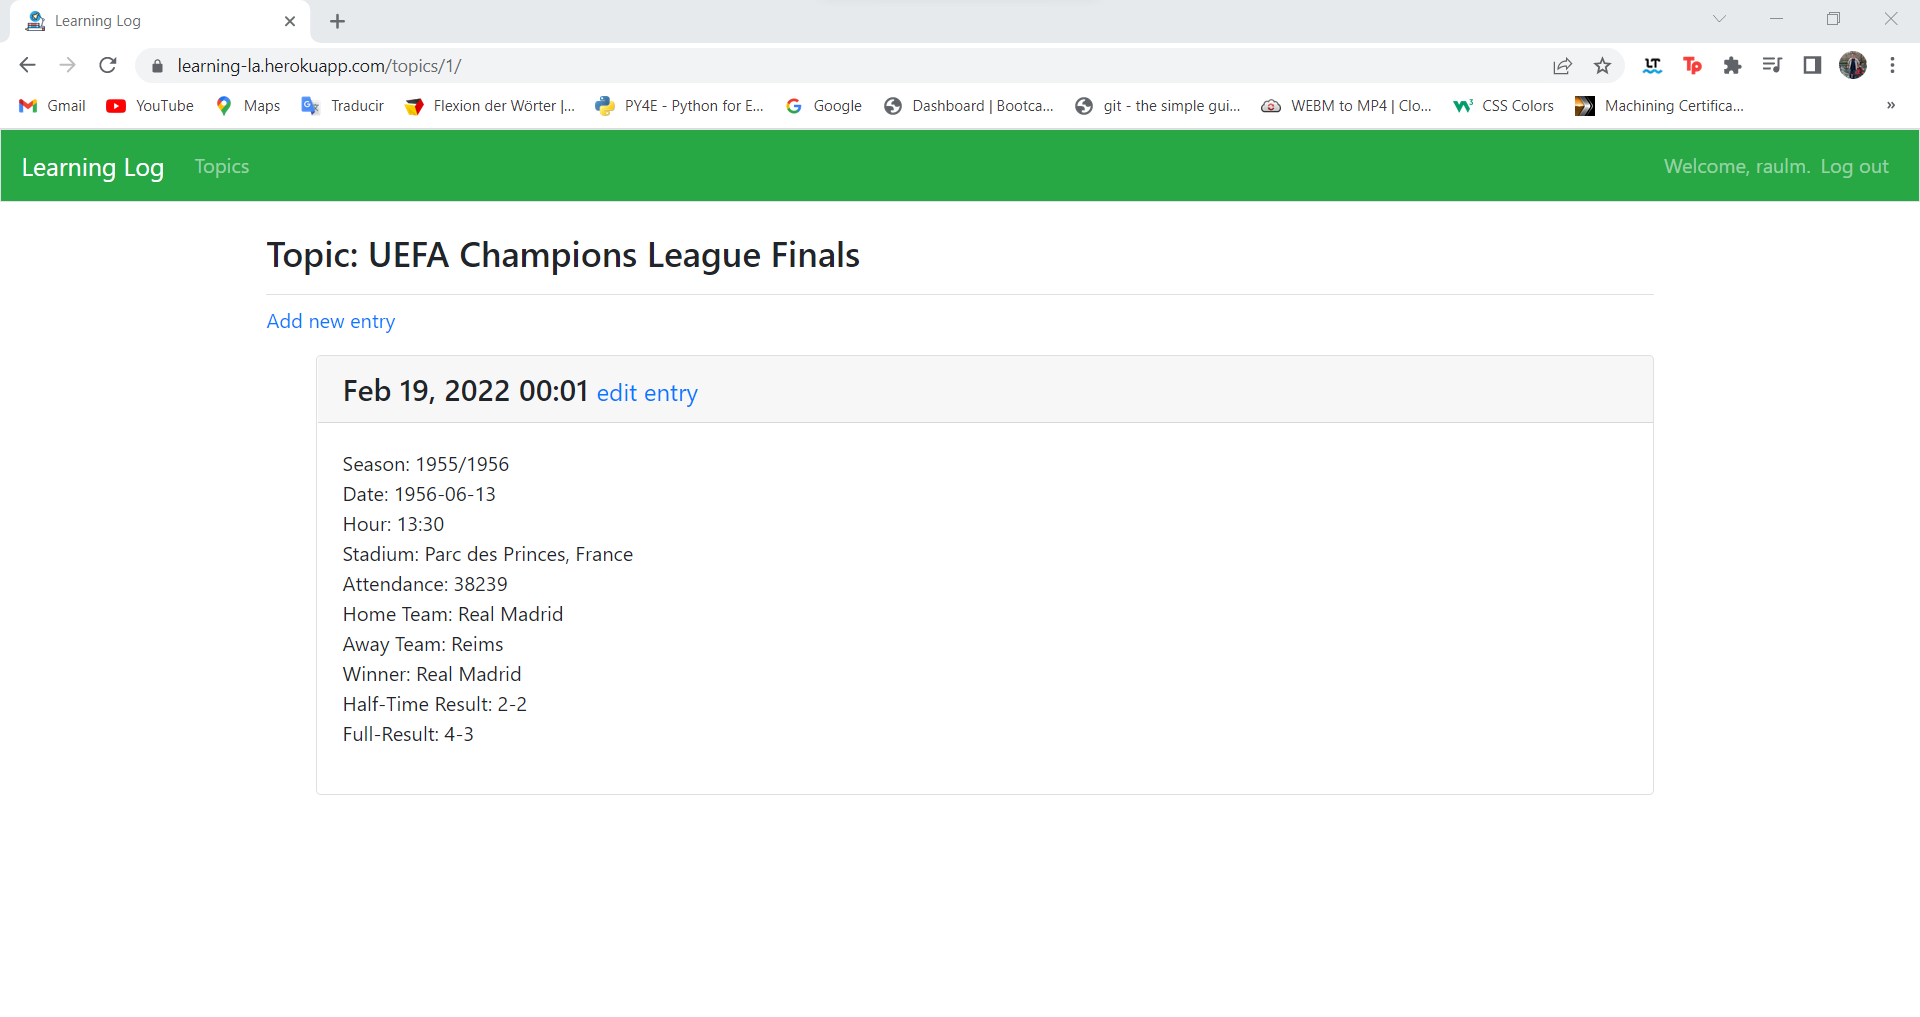 Learning Log
learning-la.herokuapp.com/topics/1/
LT
Tp
Gmail YouTube Maps Traducir Flexion der Wörter |... PY4E - Python for E... Google Dashboard | Bootca... git - the simple gui... WEBM to MP4 | Clo... CSS Colors Machining Certifica... »
Learning Log Topics Welcome, raulm. Log out
Topic: UEFA Champions League Finals
Add new entry
Feb 19, 2022 00:01 edit entry
Season: 1955/1956
Date: 1956-06-13
Hour: 13:30
Stadium: Parc des Princes, France
Attendance: 38239
Home Team: Real Madrid
Away Team: Reims
Winner: Real Madrid
Half-Time Result: 2-2
Full-Result: 4-3